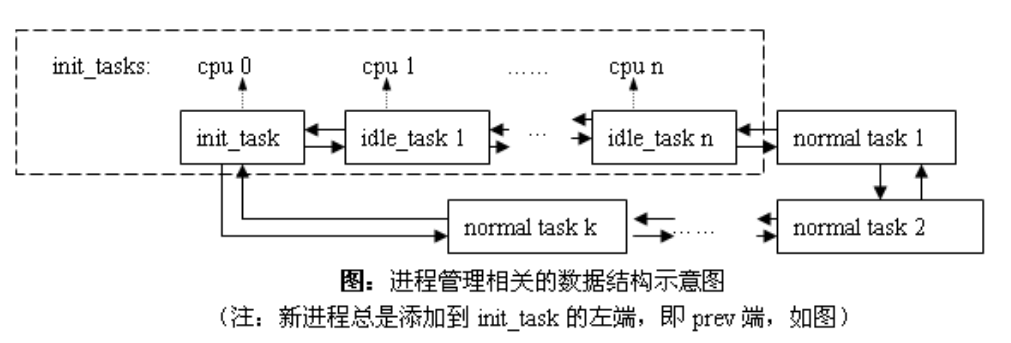 init_tasks: cpu 0 cpu 1 …… cpu n
init_task idle_task 1 … idle_task n normal task 1
normal task k …… normal task 2
图：进程管理相关的数据结构示意图
（注：新进程总是添加到 init_task 的左端，即 prev 端，如图）